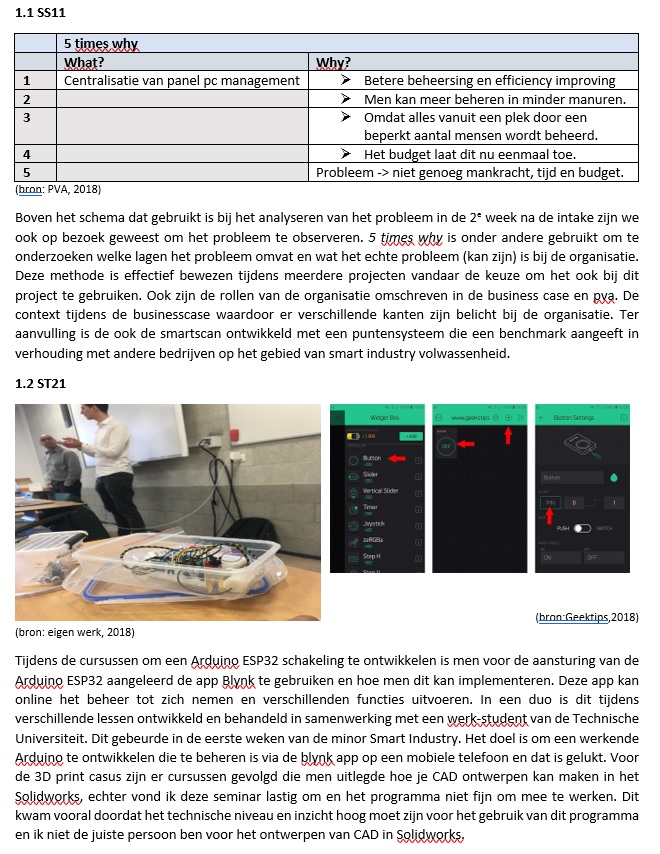 1.1 SS11
5 times why
What? Why?
1 Centralisatie van panel pc management ➢ Betere beheersing en efficiency improving
2 ➢ Men kan meer beheren in minder manuren.
3 ➢ Omdat alles vanuit een plek door een
beperkt aantal mensen wordt beheerd.
4 ➢ Het budget laat dit nu eenmaal toe.
5 Probleem -> niet genoeg mankracht, tijd en budget.
(bron: PVA, 2018)
Boven het schema dat gebruikt is bij het analyseren van het probleem in de 2e week na de intake zijn we
ook op bezoek geweest om het probleem te observeren. 5 times why is onder andere gebruikt om te
onderzoeken welke lagen het probleem omvat en wat het echte probleem (kan zijn) is bij de organisatie.
Deze methode is effectief bewezen tijdens meerdere projecten vandaar de keuze om het ook bij dit
project te gebruiken. Ook zijn de rollen van de organisatie omschreven in de business case en pva. De
context tijdens de businesscase waardoor er verschillende kanten zijn belicht bij de organisatie. Ter
aanvulling is de ook de smartscan ontwikkeld met een puntensysteem die een benchmark aangeeft in
verhouding met andere bedrijven op het gebied van smart industry volwassenheid.
1.2 ST21
Widget Box
Button
Slider
Vertical Slider
Timer
Joystick
zeRGBa
Step H
www.geekstips
OFF
Button Settings
Button
PIN 0 1
PUSH SWITCH
ON OFF
(bron:Geektips,2018)
(bron: eigen werk, 2018)
Tijdens de cursussen om een Arduino ESP32 schakeling te ontwikkelen is men voor de aansturing van de
Arduino ESP32 aangeleerd de app Blynk te gebruiken en hoe men dit kan implementeren. Deze app kan
online het beheer tot zich nemen en verschillenden functies uitvoeren. In een duo is dit tijdens
verschillende lessen ontwikkeld en behandeld in samenwerking met een werk-student van de Technische
Universiteit. Dit gebeurde in de eerste weken van de minor Smart Industry. Het doel is om een werkende
Arduino te ontwikkelen die te beheren is via de blynk app op een mobiele telefoon en dat is gelukt. Voor
de 3D print casus zijn er cursussen gevolgd die men uitlegde hoe je CAD ontwerpen kan maken in het
Solidworks, echter vond ik deze seminar lastig om en het programma niet fijn om mee te werken. Dit
kwam vooral doordat het technische niveau en inzicht hoog moet zijn voor het gebruik van dit programma
en ik niet de juiste persoon ben voor het ontwerpen van CAD in Solidworks.